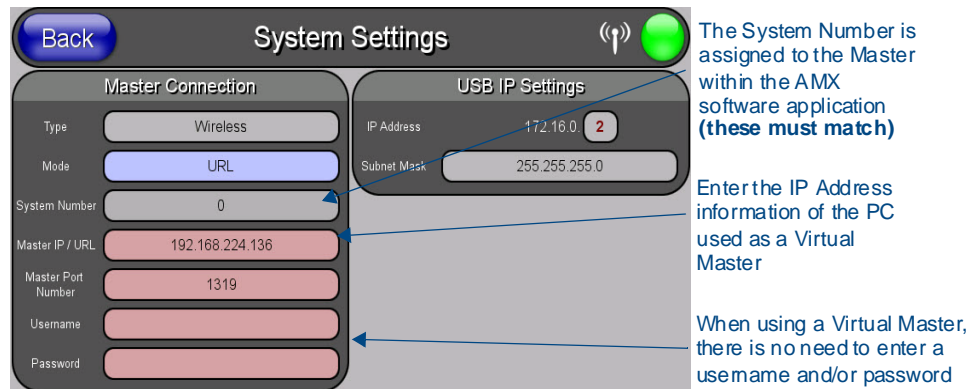 Back
System Settings
Master Connection
Type
Wireless
Mode
URL
System Number
0
Master IP / URL
192.168.224.136
Master Port
Number
1319
Username
Password
USB IP Settings
IP Address
172.16.0. 2
Subnet Mask
255.255.255.0
The System Number is
assigned to the Master
within the AMX
software application
(these must match)
Enter the IP Address
information of the PC
used as a Virtual
Master
When using a Virtual Master,
there is no need to enter a
username and/or password